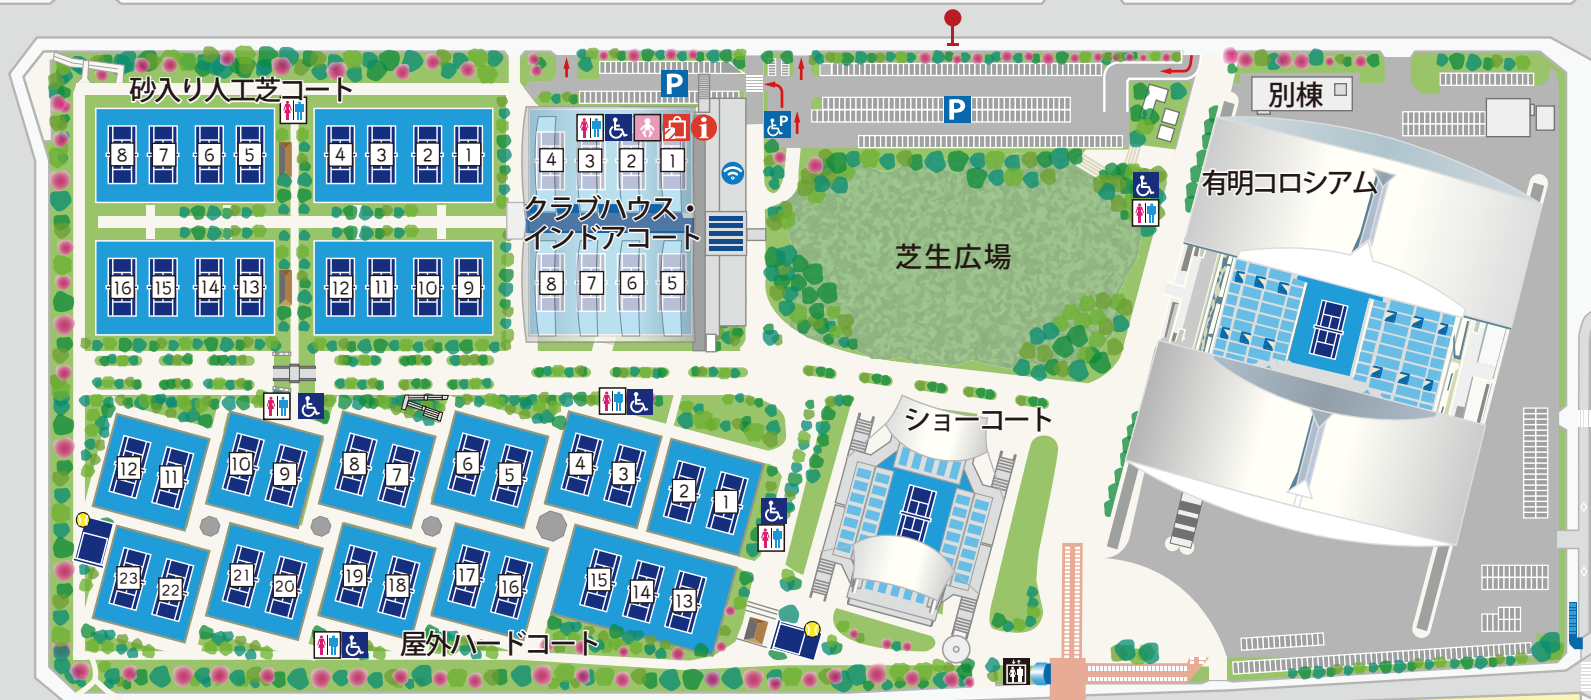 砂入り人工芝コート
P
P
P
別棟
8 7 6 5
4 3 2 1
4 3 2 1
i
有明コロシアム
クラブハウス・
インドアコート
芝生広場
16 15 14 13
12 11 10 9
8 7 6 5
ショーコート
12 11
10 9
8 7
6 5
4 3
2 1
23 22
21 20
19 18
17 16
15 14 13
屋外ハードコート